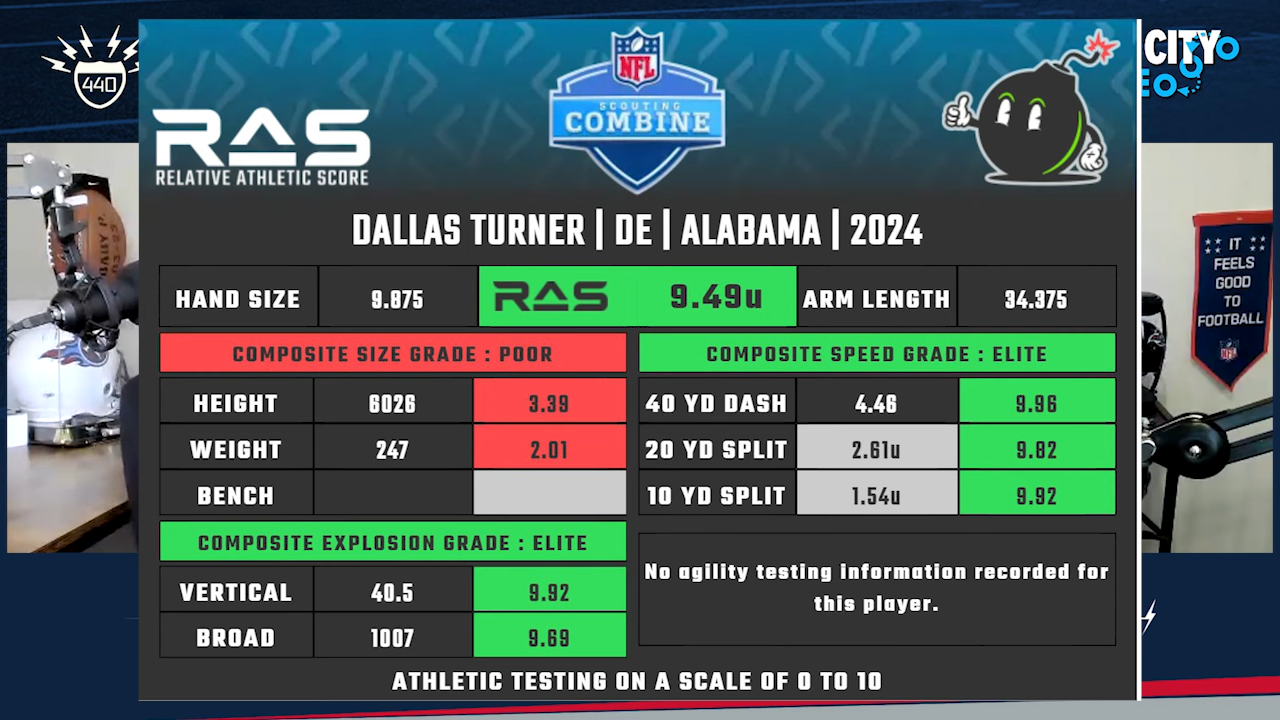 440
CITY
EO
NFL
SCOUTING
COMBINE
RAS
RELATIVE ATHLETIC SCORE
DALLAS TURNER | DE | ALABAMA | 2024
HAND SIZE 9.875 RAS 9.49u ARM LENGTH 34.375
COMPOSITE SIZE GRADE : POOR
HEIGHT 6026 3.39
WEIGHT 247 2.01
BENCH
COMPOSITE SPEED GRADE : ELITE
40 YD DASH 4.46 9.96
20 YD SPLIT 2.61u 9.82
10 YD SPLIT 1.54u 9.92
COMPOSITE EXPLOSION GRADE : ELITE
VERTICAL 40.5 9.92
BROAD 1007 9.69
No agility testing information recorded for
this player.
ATHLETIC TESTING ON A SCALE OF 0 TO 10
IT
FEELS
GOOD
TO
FOOTBALL
NFL